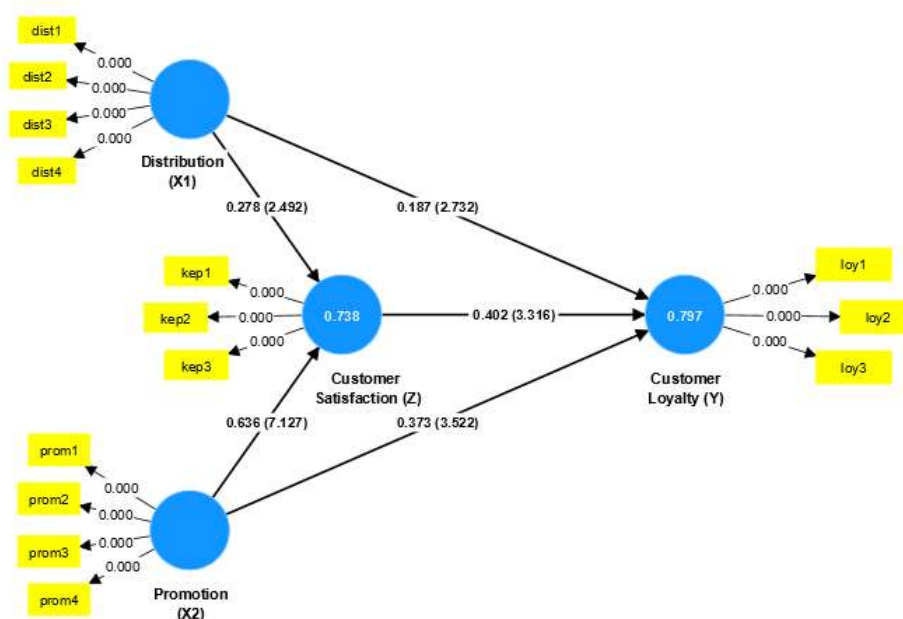 dist1
0.000
dist2
0.000
dist3
0.000
0.000
dist4
Distribution
(X1)
0.278 (2.492)
0.187 (2.732)
kep1
0.000
kep2
0.000
kep3
0.000
0.738
Customer
Satisfaction (Z)
0.402 (3.316)
0.797
Customer
Loyalty (Y)
loy1
0.000
loy2
0.000
loy3
0.000
0.636 (7.127)
0.373 (3.522)
prom1
0.000
prom2
0.000
prom3
0.000
prom4
0.000
Promotion
(X2)